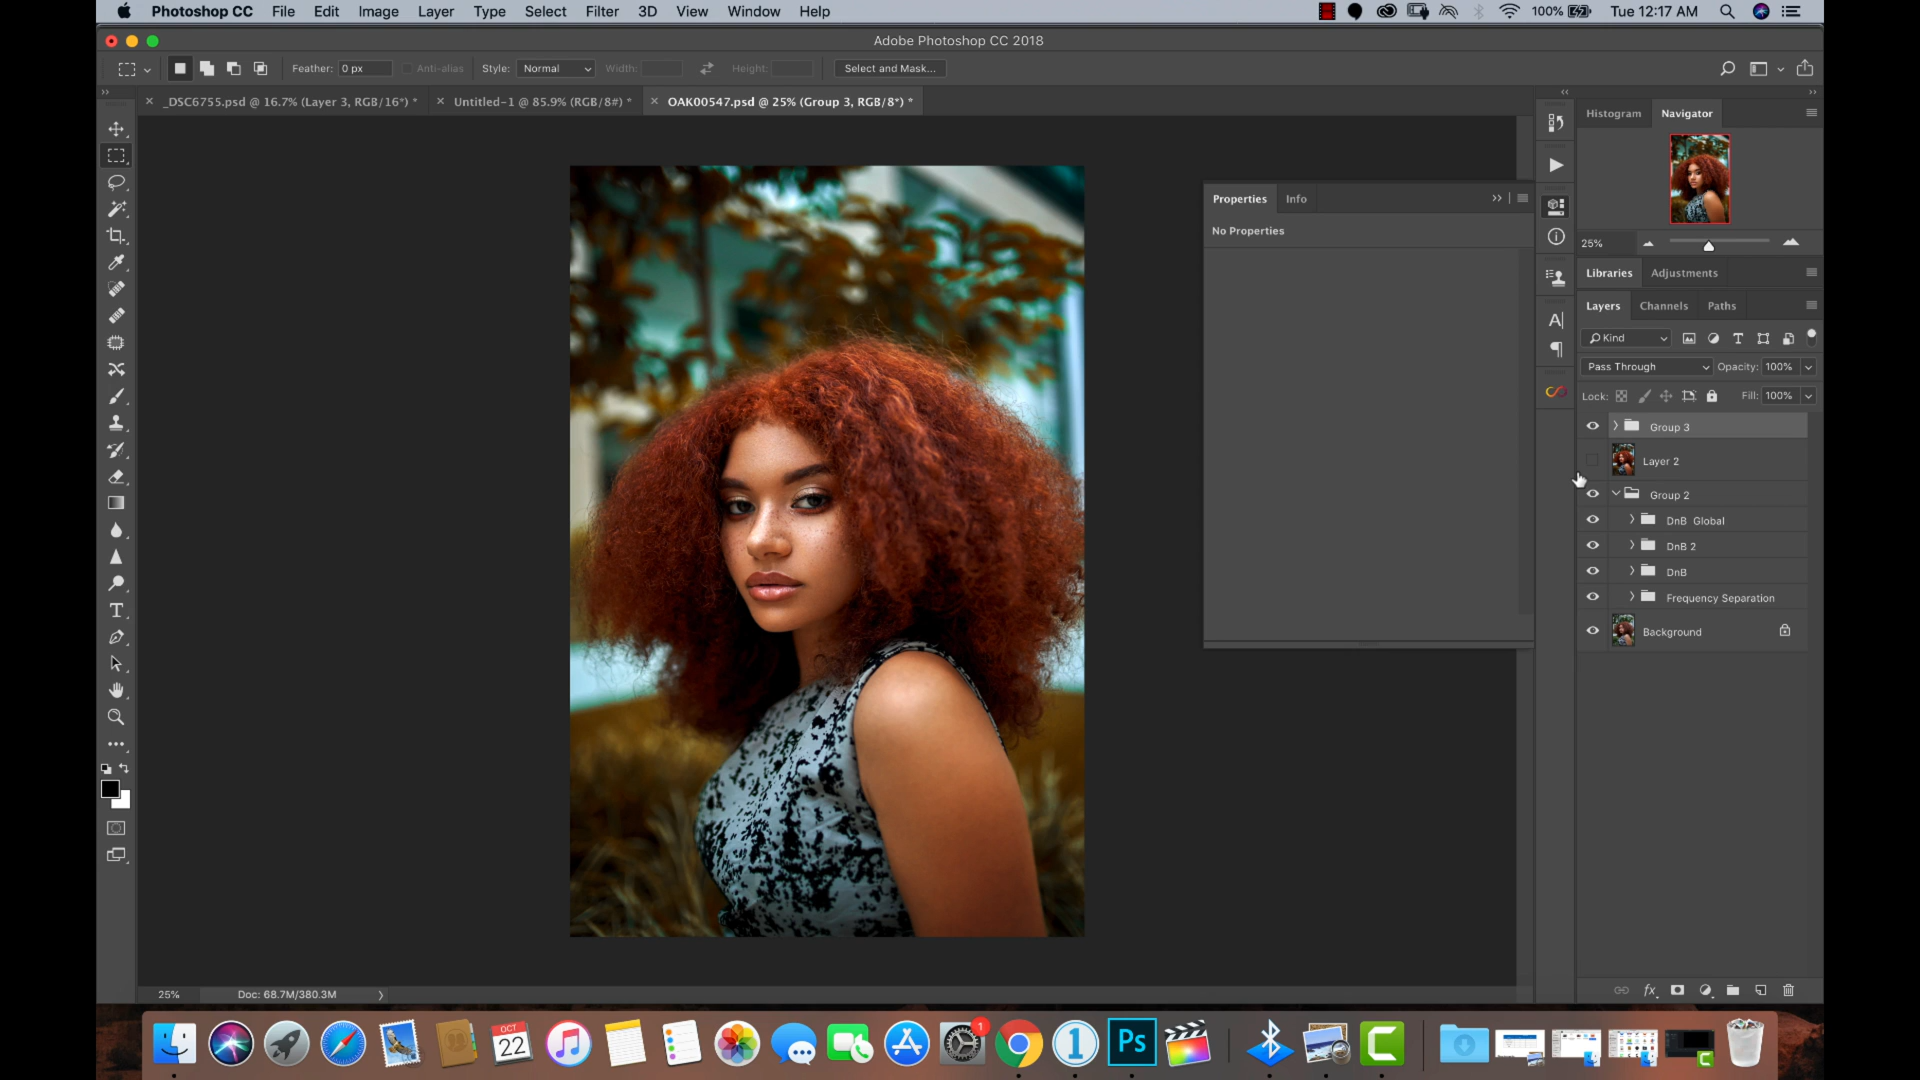 Photoshop CC File Edit Image Layer Type Select Filter 3D View Window Help 100% Tue 12:17 AM
Adobe Photoshop CC 2018
Feather: 0 px Anti-alias Style: Normal Width: Height: Select and Mask...
_DSC6755.psd @ 16.7% (Layer 3, RGB/16*) * Untitled-1 @ 85.9% (RGB/8#) * OAK00547.psd @ 25% (Group 3, RGB/8*) *
Histogram Navigator
Properties Info
No Properties
25%
Libraries Adjustments
Layers Channels Paths
Kind
Pass Through Opacity: 100%
Lock: Fill: 100%
Group 3
Layer 2
Group 2
DnB Global
DnB 2
DnB
Frequency Separation
Background
25% Doc: 68.7M/380.3M
fx
OCT
22
1
1
Ps